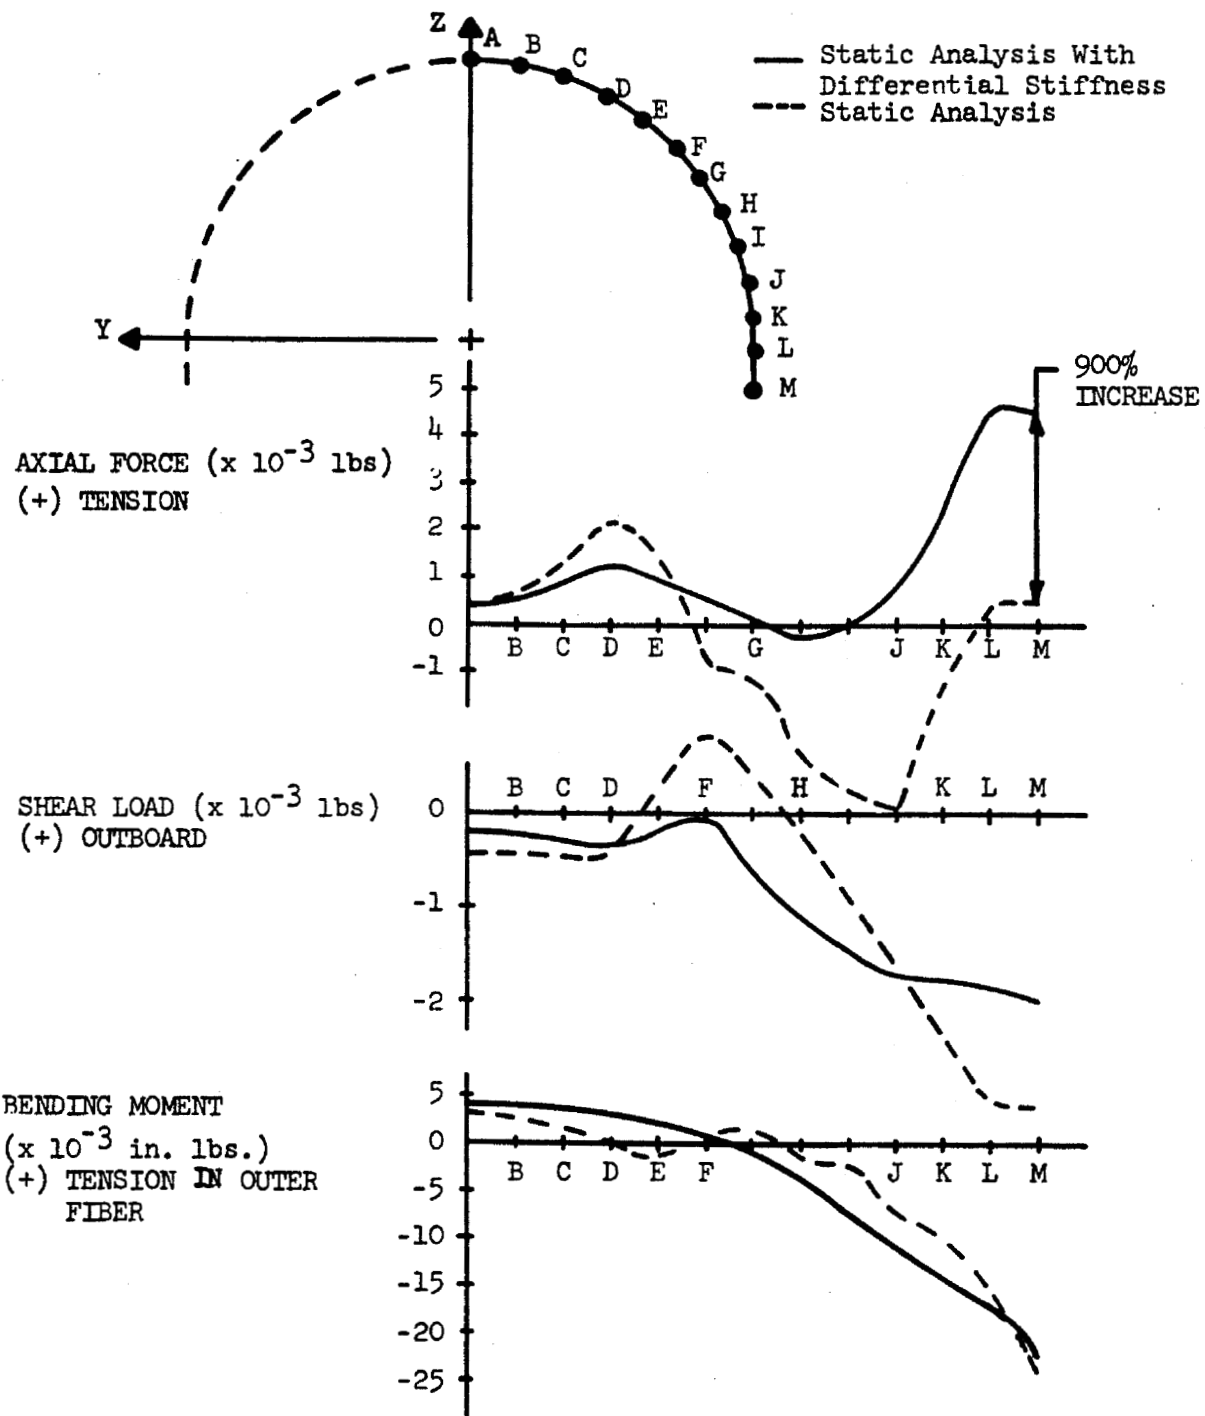 Z
A
B
C
D
E
F
G
H
I
J
K
L
M
Y
Static Analysis With
Differential Stiffness
Static Analysis
900%
INCREASE
AXIAL FORCE (x 10⁻³ lbs)
(+) TENSION
5
4
3
2
1
0
-1
B C D E G J K L M
SHEAR LOAD (x 10⁻³ lbs)
(+) OUTBOARD
0
-1
-2
B C D F H K L M
BENDING MOMENT
(x 10⁻³ in. lbs.)
(+) TENSION IN OUTER
FIBER
5
0
-5
-10
-15
-20
-25
B C D E F J K L M